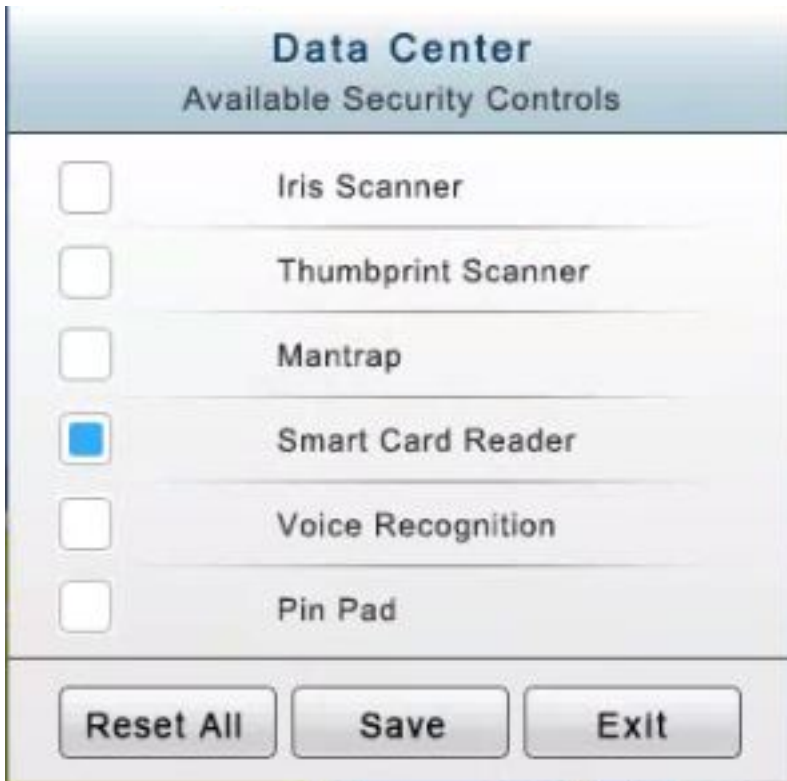 Data Center
Available Security Controls
Iris Scanner
Thumbprint Scanner
Mantrap
Smart Card Reader
Voice Recognition
Pin Pad
Reset All Save Exit